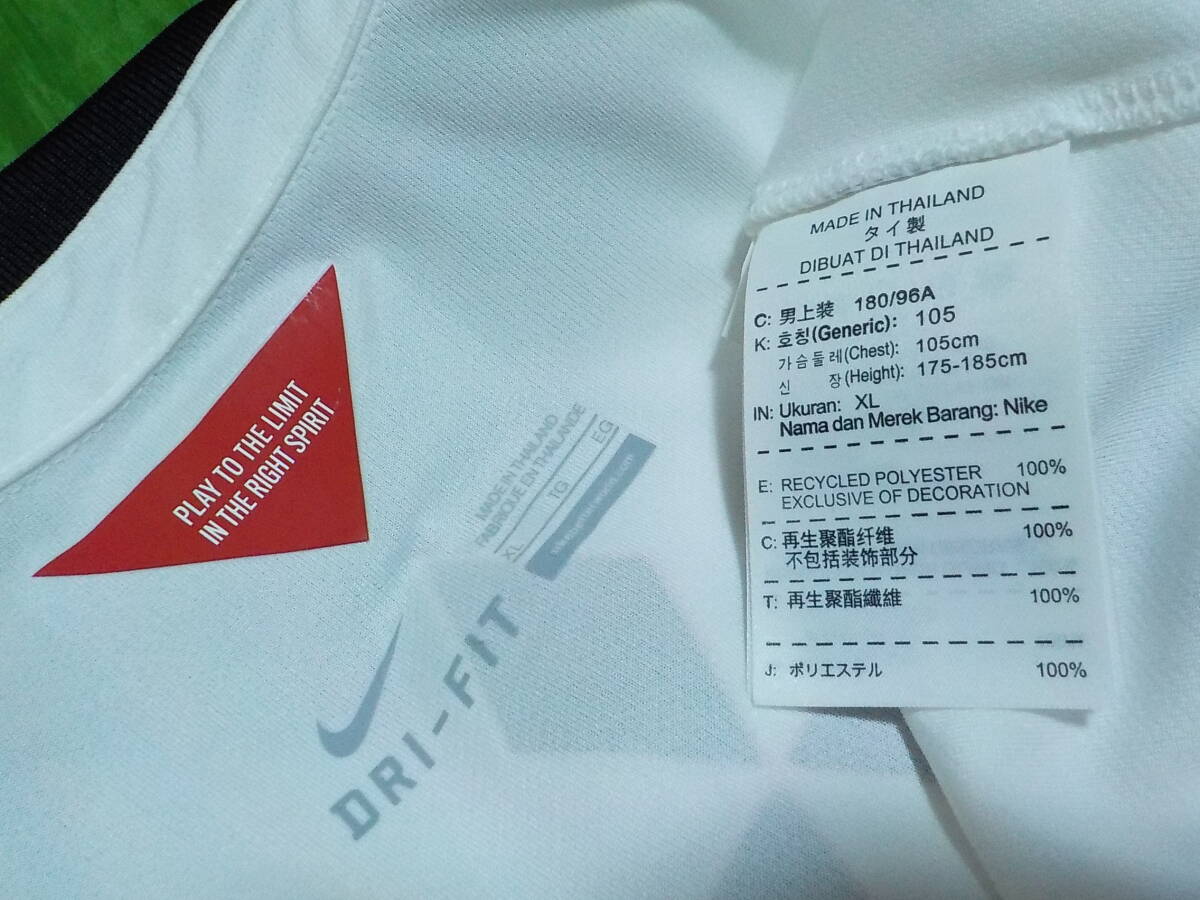 PLAY TO THE LIMIT
IN THE RIGHT SPIRIT
MADE IN THAILAND
FABRIQUÉ EN THAÏLANDE
XL TG EG
DRI-FIT
MADE IN THAILAND
タイ製
DIBUAT DI THAILAND
C: 男上装 180/96A
K: 호칭(Generic): 105
가슴둘레(Chest): 105cm
신 장(Height): 175-185cm
IN: Ukuran: XL
Nama dan Merek Barang: Nike
E: RECYCLED POLYESTER 100%
EXCLUSIVE OF DECORATION
C: 再生聚酯纤维 100%
不包括装饰部分
T: 再生聚酯纖維 100%
J: ポリエステル 100%